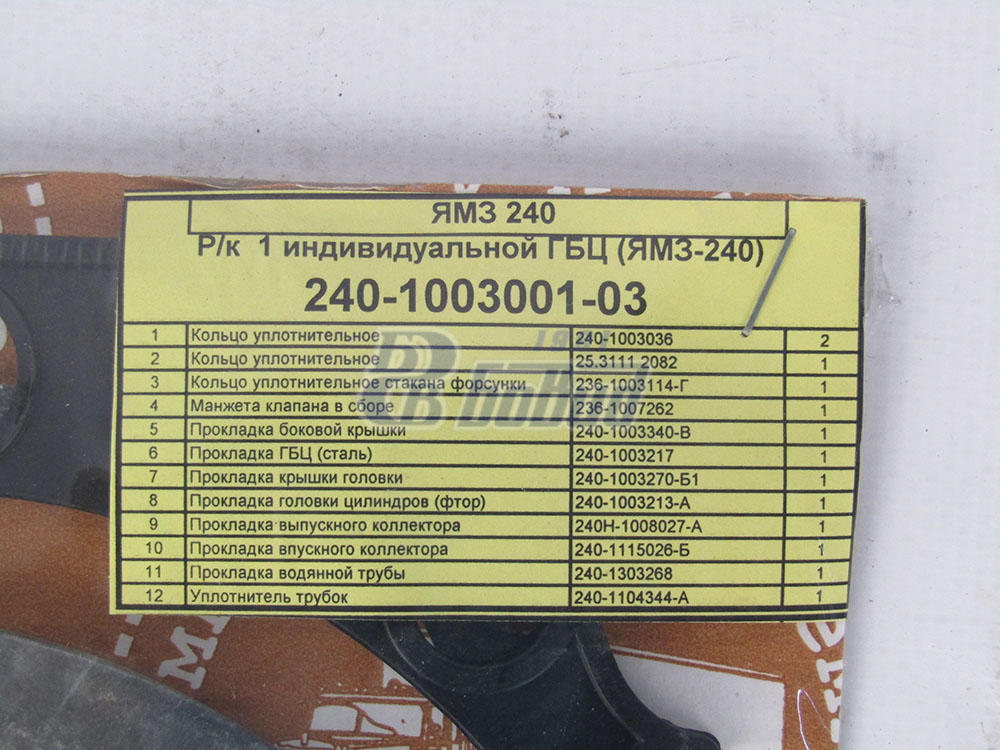 ЯМЗ 240
Р/к 1 индивидуальной ГБЦ (ЯМЗ-240)
240-1003001-03
1 Кольцо уплотнительное 240-1003036 2
2 Кольцо уплотнительное 25.3111 2082 1
3 Кольцо уплотнительное стакана форсунки 236-1003114-Г 1
4 Манжета клапана в сборе 236-1007262 1
5 Прокладка боковой крышки 240-1003340-В 1
6 Прокладка ГБЦ (сталь) 240-1003217 1
7 Прокладка крышки головки 240-1003270-Б1 1
8 Прокладка головки цилиндров (фтор) 240-1003213-А 1
9 Прокладка выпускного коллектора 240Н-1008027-А 1
10 Прокладка впускного коллектора 240-1115026-Б 1
11 Прокладка водянной трубы 240-1303268 1
12 Уплотнитель трубок 240-1104344-А 1